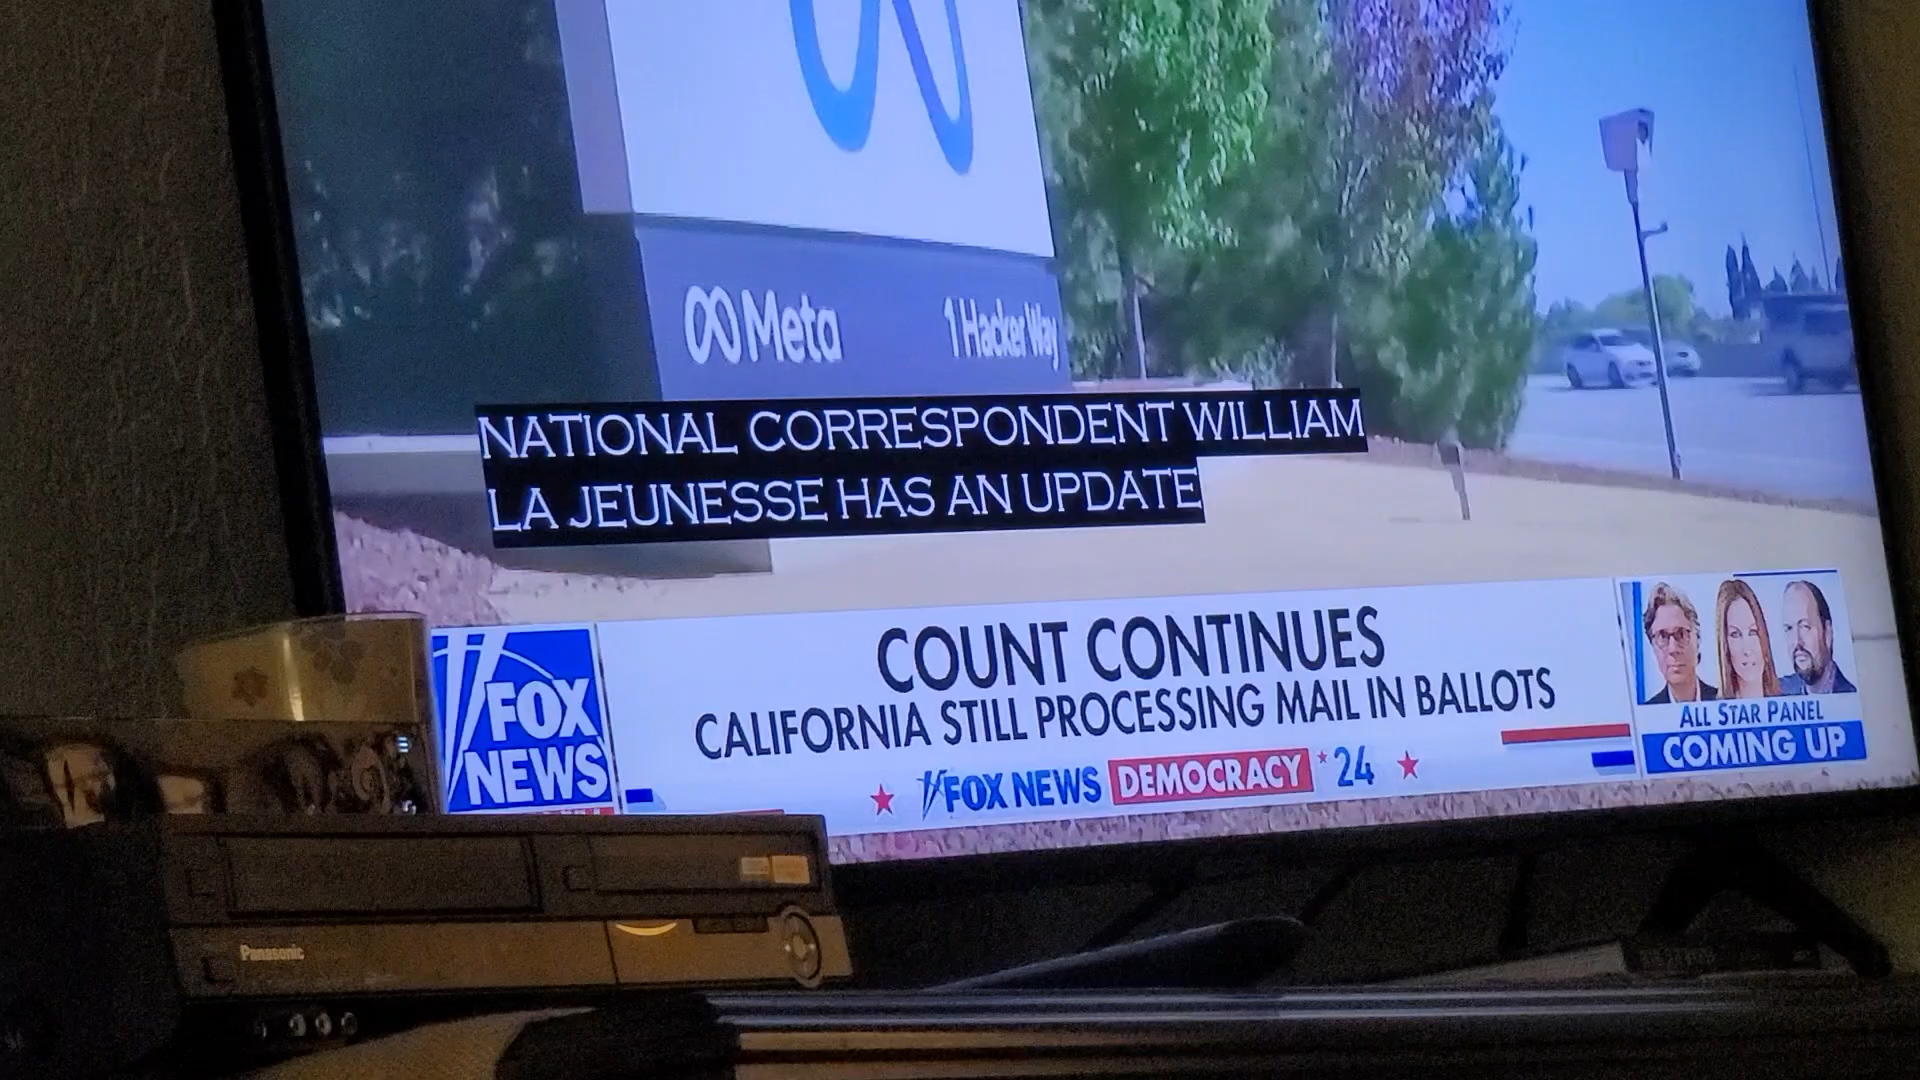 Meta
1 Hacker Way
NATIONAL CORRESPONDENT WILLIAM
LA JEUNESSE HAS AN UPDATE
FOX
NEWS
COUNT CONTINUES
CALIFORNIA STILL PROCESSING MAIL IN BALLOTS
FOX NEWS DEMOCRACY 24
ALL STAR PANEL
COMING UP
Panasonic